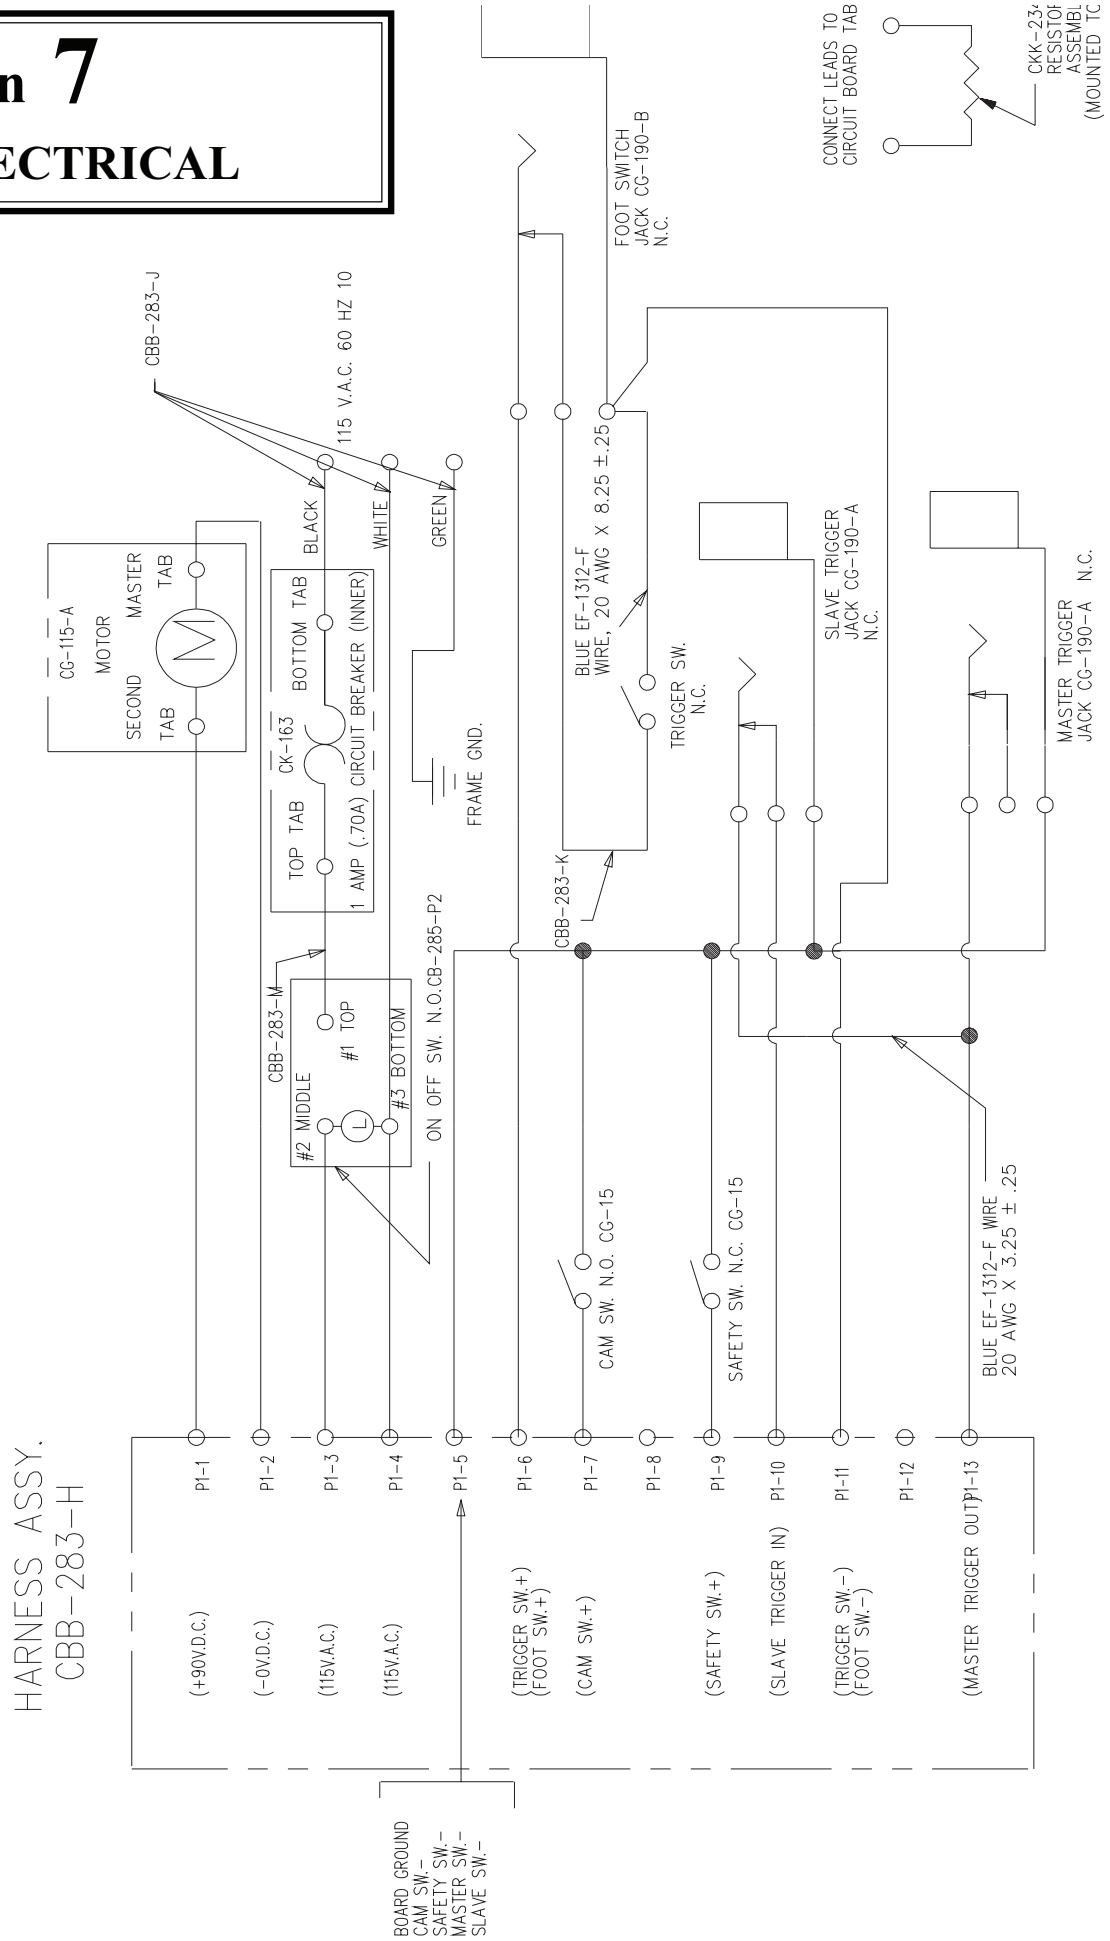 n 7
ECTRICAL
HARNESS ASSY.
CBB-283-H
(+90V.D.C.)
(-0V.D.C.)
(115V.A.C.)
(115V.A.C.)
(TRIGGER SW.+)
(FOOT SW.+)
(CAM SW.+)
(SAFETY SW.+)
(SLAVE TRIGGER IN)
(TRIGGER SW.-)
(FOOT SW.-)
(MASTER TRIGGER OUT)
BOARD GROUND
CAM SW.-
SAFETY SW.-
MASTER SW.-
SLAVE SW.-
P1-1
P1-2
P1-3
P1-4
P1-5
P1-6
P1-7
P1-8
P1-9
P1-10
P1-11
P1-12
P1-13
CG-115-A
MOTOR
SECOND
TAB
MASTER
TAB
M
CBB-283-M
#2 MIDDLE
#1 TOP
#3 BOTTOM
L
ON OFF SW. N.O.CB-285-P2
TOP TAB
CK-163
BOTTOM TAB
1 AMP (.70A) CIRCUIT BREAKER (INNER)
BLACK
WHITE
GREEN
CBB-283-J
115 V.A.C. 60 HZ 10
FRAME GND.
CAM SW. N.O. CG-15
SAFETY SW. N.C. CG-15
CBB-283-K
TRIGGER SW.
N.C.
BLUE EF-1312-F
WIRE, 20 AWG X 8.25 ±.25
FOOT SWITCH
JACK CG-190-B
N.C.
SLAVE TRIGGER
JACK CG-190-A
N.C.
MASTER TRIGGER
JACK CG-190-A N.C.
BLUE EF-1312-F WIRE
20 AWG X 3.25 ± .25
CONNECT LEADS TO
CIRCUIT BOARD TAB
CKK-234
RESISTOR
ASSEMBL
(MOUNTED TO